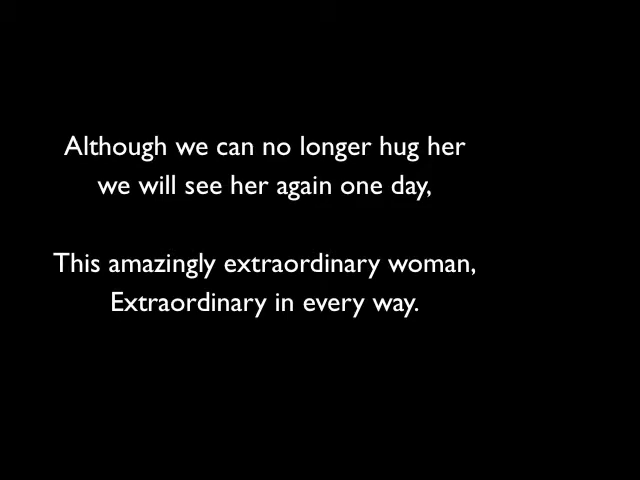 Although we can no longer hug her
we will see her again one day,
This amazingly extraordinary woman,
Extraordinary in every way.